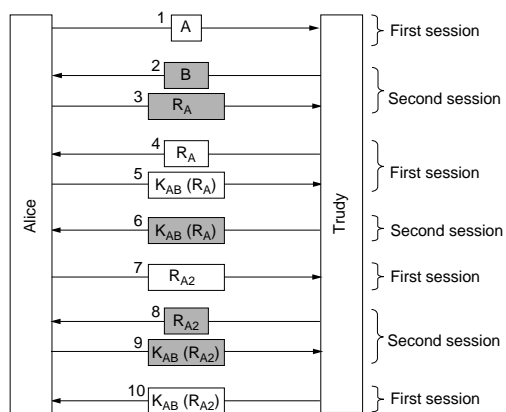 1 A First session
2 B
3 R_A Second session
4 R_A
5 K_AB (R_A) First session
6 K_AB (R_A) Second session
7 R_A2 First session
8 R_A2
9 K_AB (R_A2) Second session
10 K_AB (R_A2) First session
Alice
Trudy